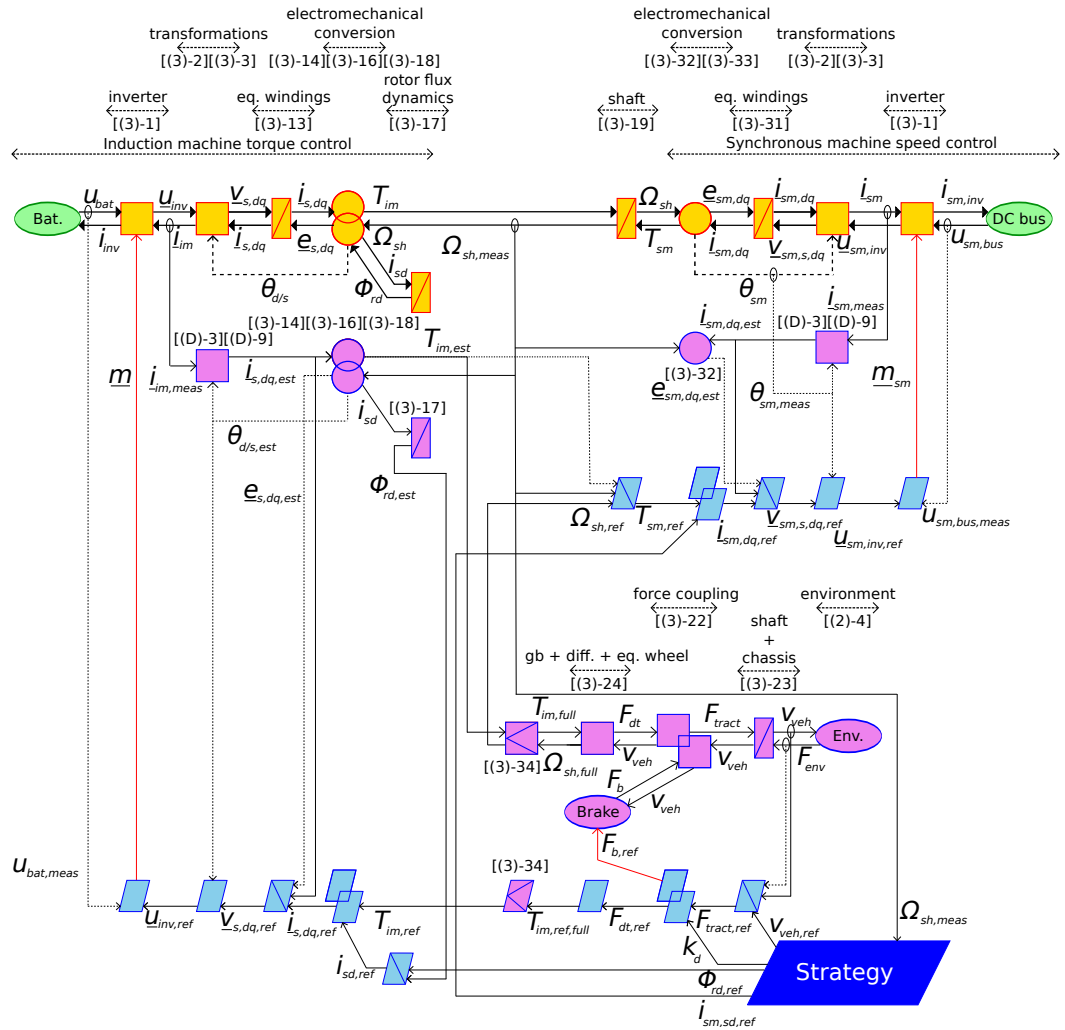 electromechanical
conversion
transformations
[(3)-2][(3)-3]
[(3)-14][(3)-16][(3)-18]
rotor flux
dynamics
[(3)-17]
inverter
[(3)-1]
eq. windings
[(3)-13]
Induction machine torque control
electromechanical
conversion
[(3)-32][(3)-33]
transformations
[(3)-2][(3)-3]
shaft
[(3)-19]
eq. windings
[(3)-31]
inverter
[(3)-1]
Synchronous machine speed control
Bat.
u_bat
i_inv
u_inv
i_im
v_s,dq
i_s,dq
i_s,dq
e_s,dq
T_im
Ω_sh
Ω_sh,meas
Ω_sh
T_sm
e_sm,dq
i_sm,dq
i_sm,dq
v_sm,s,dq
i_sm
u_sm,inv
i_sm,inv
u_sm,bus
DC bus
θ_d/s
Φ_rd
i_sd
θ_sm
i_sm,meas
[(3)-14][(3)-16][(3)-18]
[(D)-3][(D)-9]
T_im,est
i_sm,dq,est
[(D)-3][(D)-9]
m
i_im,meas
i_s,dq,est
[(3)-32]
e_sm,dq,est
θ_sm,meas
m_sm
i_sd
[(3)-17]
θ_d/s,est
Φ_rd,est
e_s,dq,est
Ω_sh,ref
T_sm,ref
i_sm,dq,ref
v_sm,s,dq,ref
u_sm,inv,ref
u_sm,bus,meas
force coupling
[(3)-22]
environment
[(2)-4]
shaft
+
chassis
[(3)-23]
gb + diff. + eq. wheel
[(3)-24]
T_im,full
F_dt
F_tract
v_veh
Env.
[(3)-34]
Ω_sh,full
v_veh
v_veh
F_env
F_b
v_veh
Brake
F_b,ref
u_bat,meas
[(3)-34]
u_inv,ref
v_s,dq,ref
i_s,dq,ref
T_im,ref
T_im,ref,full
F_dt,ref
F_tract,ref
v_veh,ref
Ω_sh,meas
k_d
i_sd,ref
Φ_rd,ref
i_sm,sd,ref
Strategy